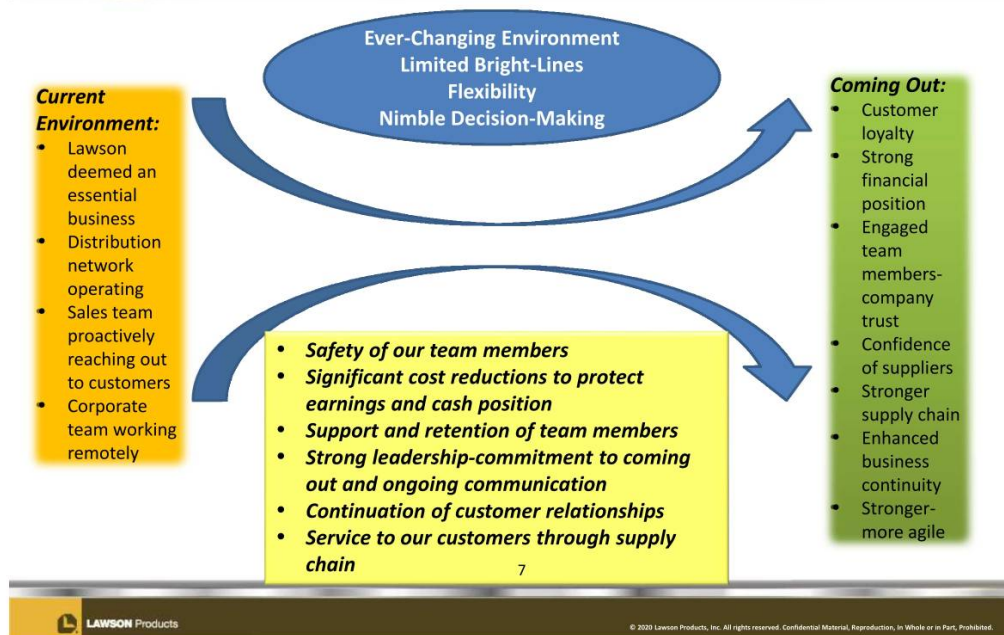 Ever-Changing Environment
Limited Bright-Lines
Flexibility
Nimble Decision-Making
Current
Environment:
• Lawson
deemed an
essential
business
• Distribution
network
operating
• Sales team
proactively
reaching out
to customers
• Corporate
team working
remotely
• Safety of our team members
• Significant cost reductions to protect
earnings and cash position
• Support and retention of team members
• Strong leadership-commitment to coming
out and ongoing communication
• Continuation of customer relationships
• Service to our customers through supply
chain
Coming Out:
• Customer
loyalty
• Strong
financial
position
• Engaged
team
members-
company
trust
• Confidence
of suppliers
• Stronger
supply chain
• Enhanced
business
continuity
• Stronger-
more agile
7
LAWSON Products
© 2020 Lawson Products, Inc. All rights reserved. Confidential Material, Reproduction, In Whole or in Part, Prohibited.